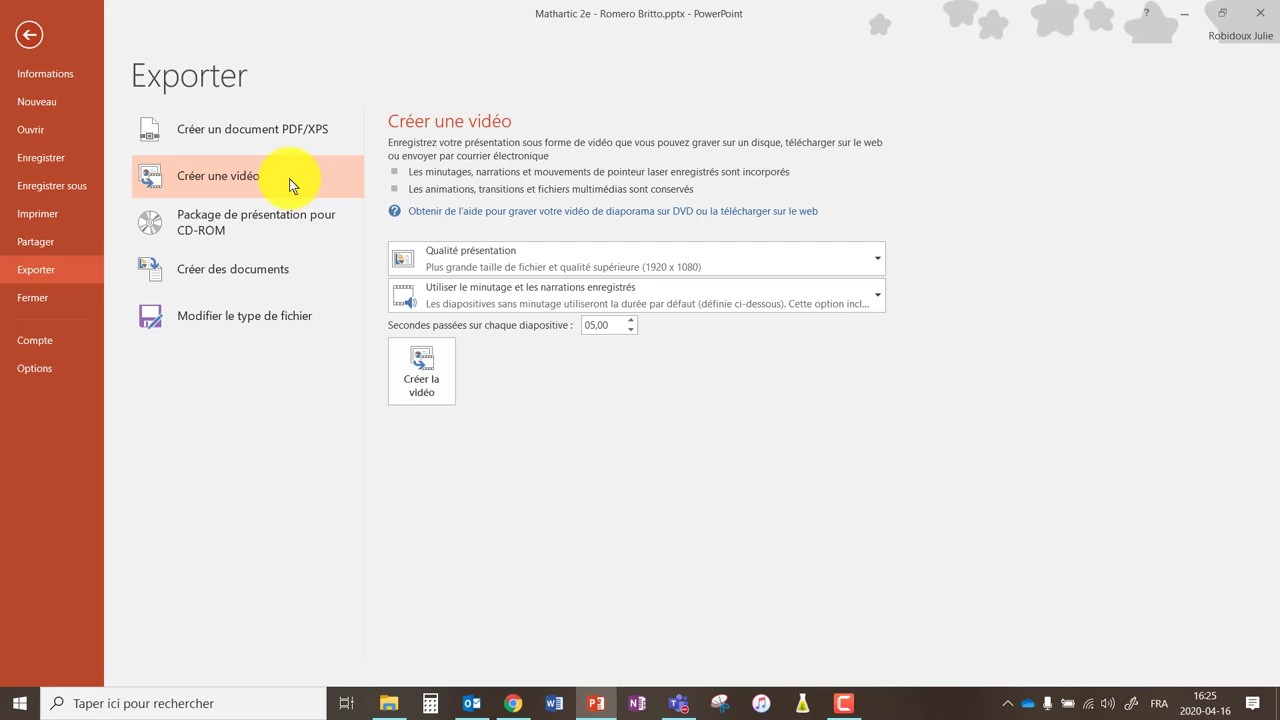 Mathartic 2e - Romero Britto.pptx - PowerPoint
?
Robidoux Julie
Informations
Nouveau
Ouvrir
Enregistrer
Enregistrer sous
Imprimer
Partager
Exporter
Fermer
Compte
Options
Exporter
Créer un document PDF/XPS
Créer une vidéo
Package de présentation pour
CD-ROM
Créer des documents
Modifier le type de fichier
Créer une vidéo
Enregistrez votre présentation sous forme de vidéo que vous pouvez graver sur un disque, télécharger sur le web
ou envoyer par courrier électronique
Les minutages, narrations et mouvements de pointeur laser enregistrés sont incorporés
Les animations, transitions et fichiers multimédias sont conservés
? Obtenir de l'aide pour graver votre vidéo de diaporama sur DVD ou la télécharger sur le web
Qualité présentation
Plus grande taille de fichier et qualité supérieure (1920 x 1080)
Utiliser le minutage et les narrations enregistrés
Les diapositives sans minutage utiliseront la durée par défaut (définie ci-dessous). Cette option incl...
Secondes passées sur chaque diapositive : 05,00
Créer la
vidéo
Taper ici pour rechercher
FRA
16:25
2020-04-16